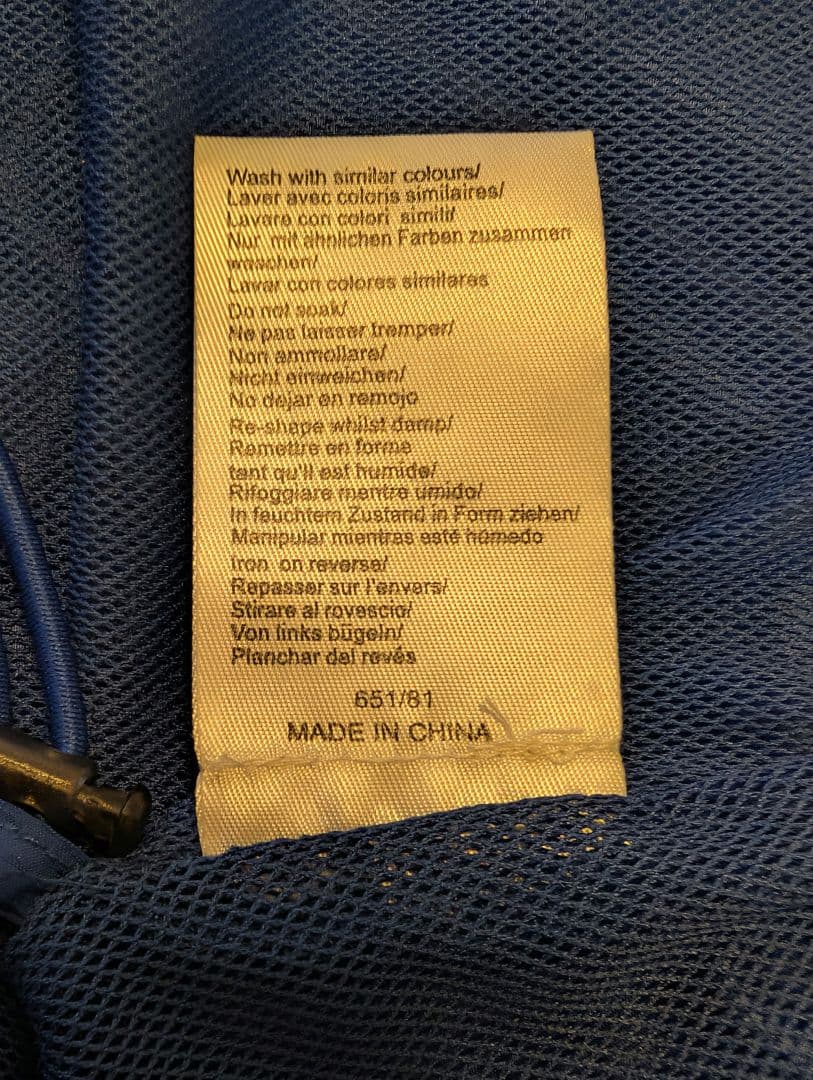 Wash with similar colours/
Laver avec coloris similaires/
Lavare con colori simili/
Nur mit ähnlichen Farben zusammen
waschen/
Lavar con colores similares
Do not soak/
Ne pas laisser tremper/
Non ammollare/
Nicht einweichen/
No dejar en remojo
Re-shape whilst damp/
Remettre en forme
tant qu'il est humide/
Rifoggiare mentre umido/
In feuchtem Zustand in Form ziehen/
Manipular mientras esté húmedo
Iron on reverse/
Repasser sur l'envers/
Stirare al rovescio/
Von links bügeln/
Planchar del revés
651/81
MADE IN CHINA